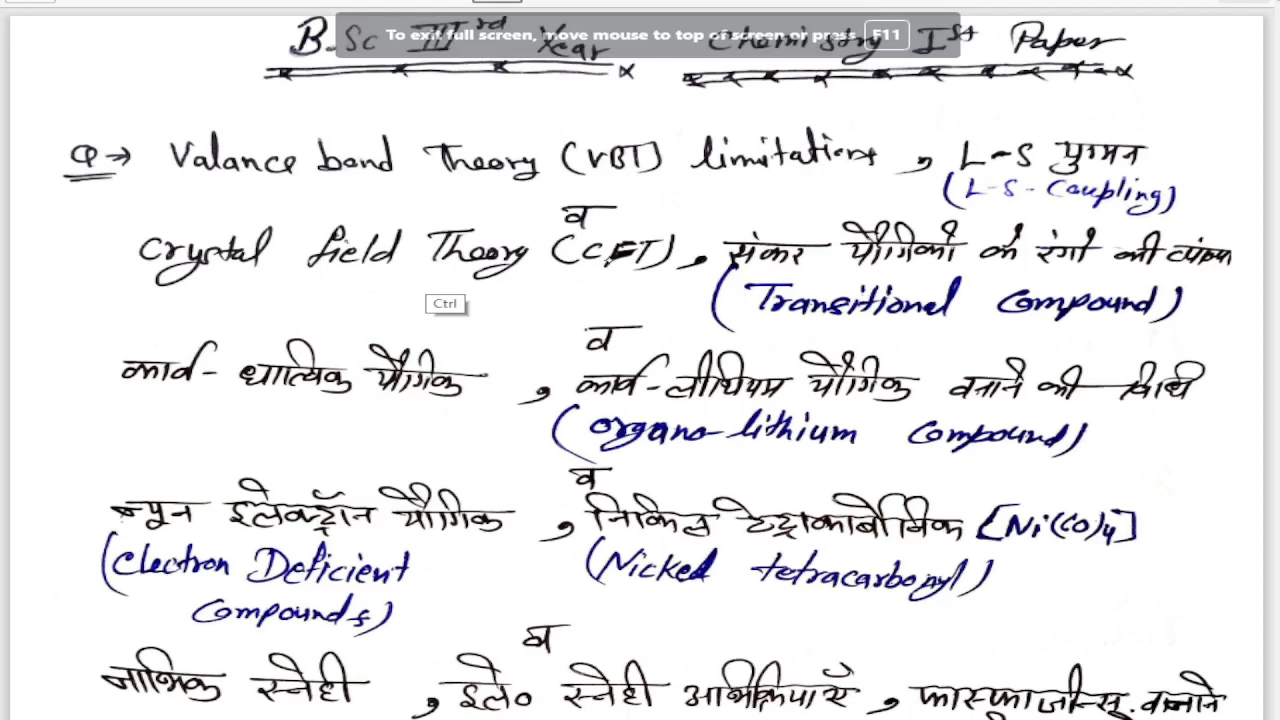 B.Sc IIIrd Year Chemistry Ist Paper
To exit full screen, move mouse to top of screen or press F11
Q→ Valance bond Theory (VBT) limitations, L-S युग्मन
(L-S-Coupling)
व
Crystal field Theory (CFT), संकर यौगिकों के रंगों की व्याख्या
Ctrl
(Transitional Compound)
व
कार्ब-धात्विक यौगिक, कार्ब-लीथियम यौगिक बनाने की विधि
(Organo-lithium Compound)
व
न्यून इलेक्ट्रॉन यौगिक, निकिल टेट्राकार्बोनिल [Ni(CO)4]
(Electron Deficient (Nickel tetracarbonyl)
Compounds)
व
नाभिक स्नेही, इले० स्नेही अभिक्रियाएँ, फास्फाजीन्स बनाने